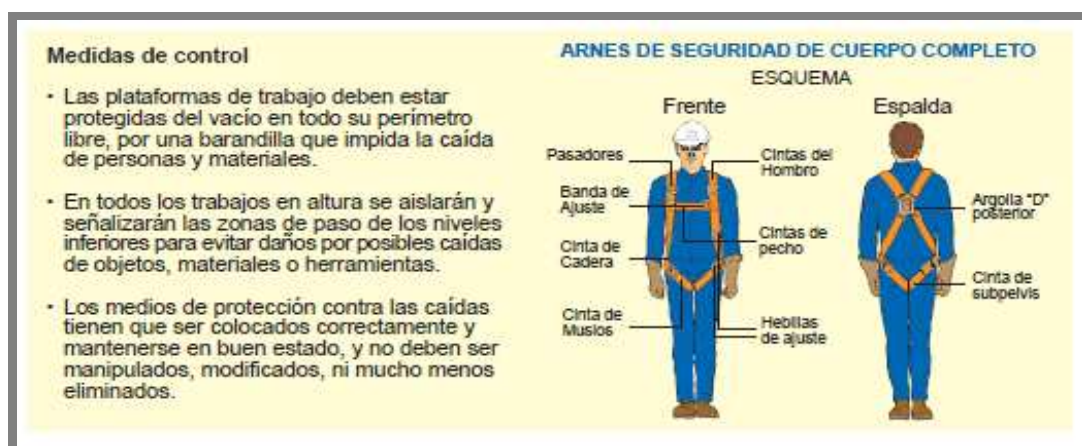 Medidas de control
• Las plataformas de trabajo deben estar
protegidas del vacío en todo su perímetro
libre, por una barandilla que impida la caída
de personas y materiales.
• En todos los trabajos en altura se aislarán y
señalizarán las zonas de paso de los niveles
inferiores para evitar daños por posibles caídas
de objetos, materiales o herramientas.
• Los medios de protección contra las caídas
tienen que ser colocados correctamente y
mantenerse en buen estado, y no deben ser
manipulados, modificados, ni mucho menos
eliminados.
ARNES DE SEGURIDAD DE CUERPO COMPLETO
ESQUEMA
Frente
Pasadores
Banda de
Ajuste
Cinta de
Cadera
Cinta de
Muslos
Cintas del
Hombro
Cintas de
pecho
Hebillas
de ajuste
Espalda
Argolla "D"
posterior
Cinta de
subpelvis